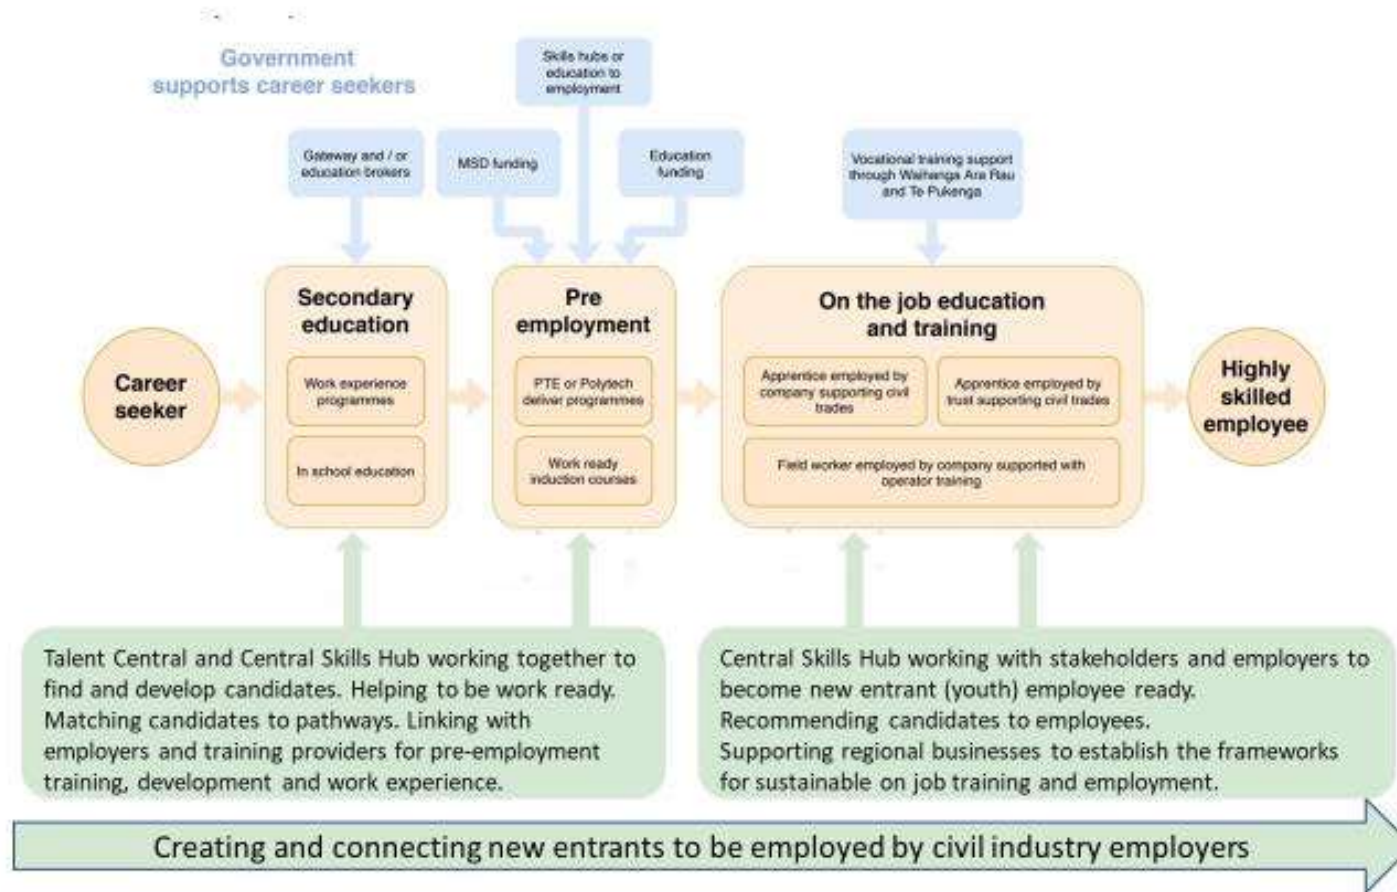 Government
supports career seekers
Skills hubs or
education to
employment
Gateway and / or
education brokers
MSD funding
Education
funding
Vocational training support
through Waihanga Ara Rau
and Te Pukenga
Secondary
education
Pre
employment
On the job education
and training
Career
seeker
Work experience
programmes
In school education
PTE or Polytech
deliver programmes
Work ready
induction courses
Apprentice employed by
company supporting civil
trades
Apprentice employed by
trust supporting civil trades
Field worker employed by company supported with
operator training
Highly
skilled
employee
Talent Central and Central Skills Hub working together to
find and develop candidates. Helping to be work ready.
Matching candidates to pathways. Linking with
employers and training providers for pre-employment
training, development and work experience.
Central Skills Hub working with stakeholders and employers to
become new entrant (youth) employee ready.
Recommending candidates to employees.
Supporting regional businesses to establish the frameworks
for sustainable on job training and employment.
Creating and connecting new entrants to be employed by civil industry employers